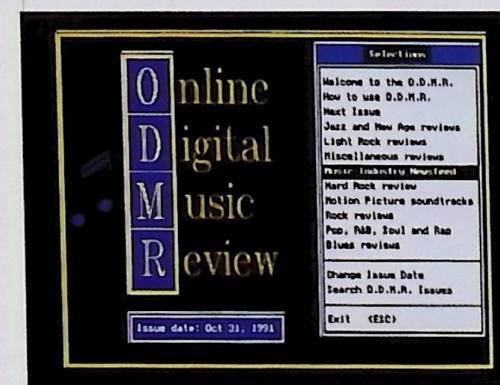 Online
Digital
Music
Review
Issue date: Oct 31, 1991
Selections
Welcome to the O.D.M.R.
How to use O.D.M.R.
Next Issue
Jazz and New Age reviews
Light Rock reviews
Miscellaneous reviews
Music Industry Newsfeed
Hard Rock review
Motion Picture soundtracks
Rock reviews
Pop, R&B, Soul and Rap
Blues reviews
Change Issue Date
Search O.D.M.R. Issues
Exit (ESC)